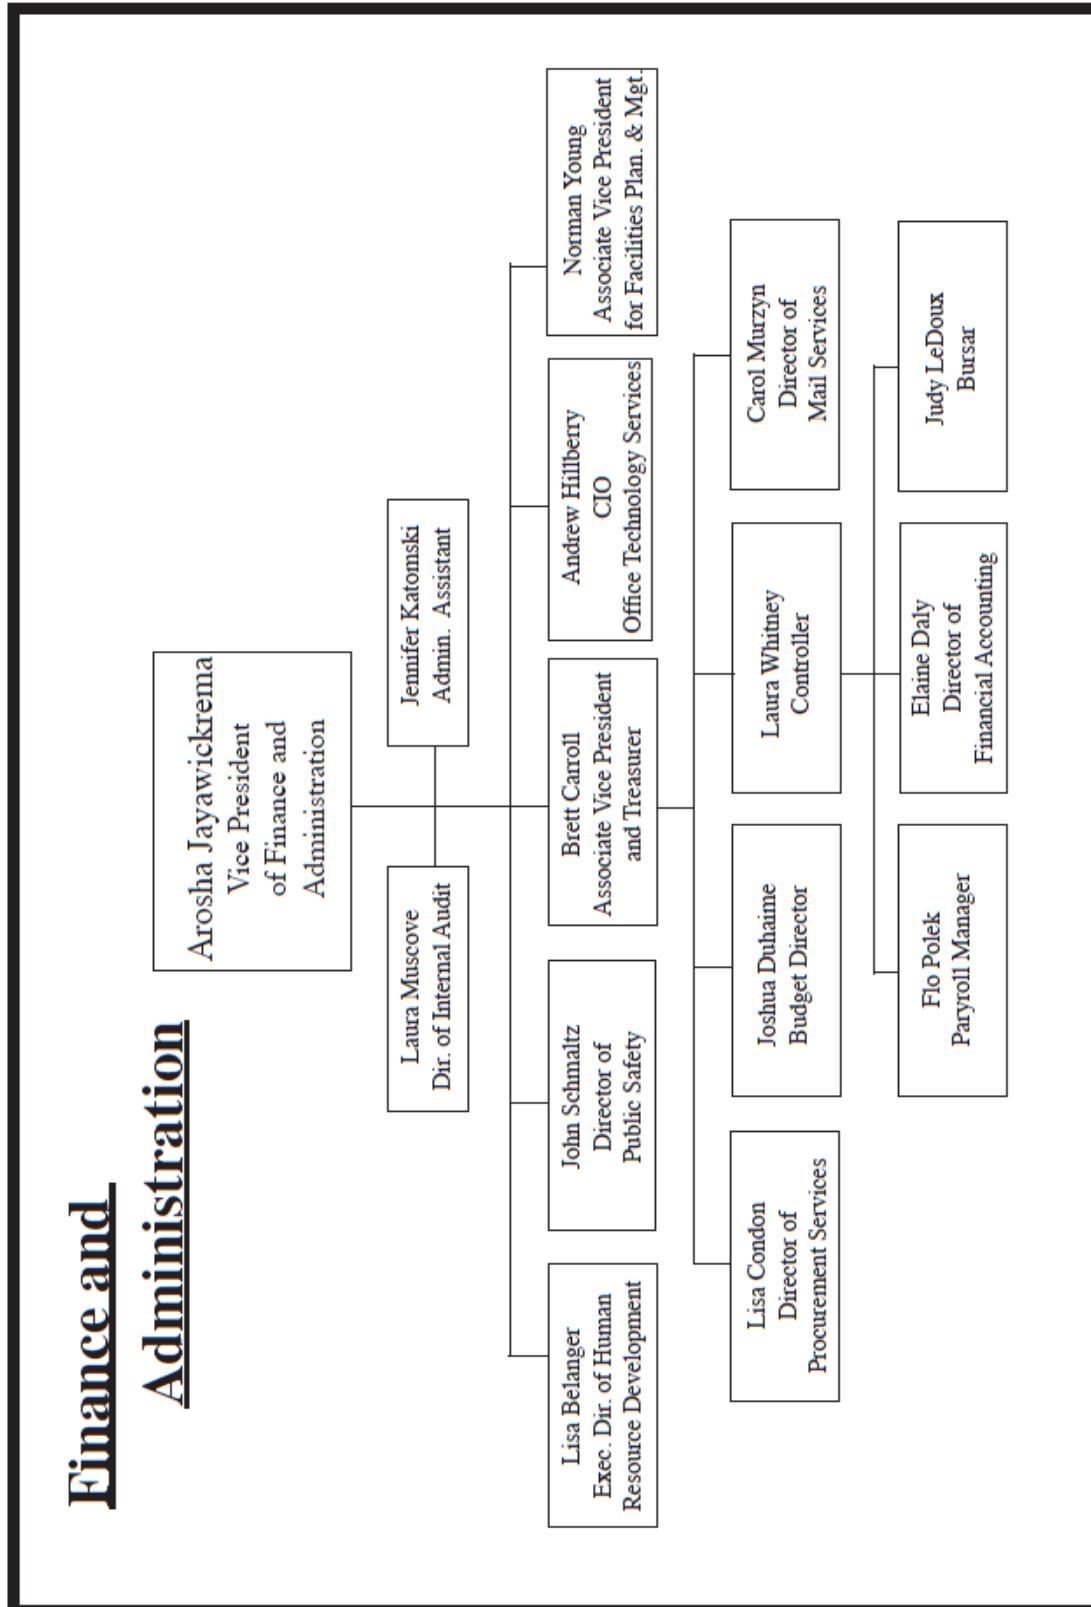 Finance and
Administration
Arosha Jayawickrema
Vice President
of Finance and
Administration
Laura Muscove
Dir. of Internal Audit
Jennifer Katomski
Admin. Assistant
Lisa Belanger
Exec. Dir. of Human
Resource Development
John Schmaltz
Director of
Public Safety
Brett Carroll
Associate Vice President
and Treasurer
Andrew Hillberry
CIO
Office Technology Services
Norman Young
Associate Vice President
for Facilities Plan. & Mgt.
Lisa Condon
Director of
Procurement Services
Joshua Duhaime
Budget Director
Laura Whitney
Controller
Carol Murzyn
Director of
Mail Services
Flo Polek
Paryroll Manager
Elaine Daly
Director of
Financial Accounting
Judy LeDoux
Bursar